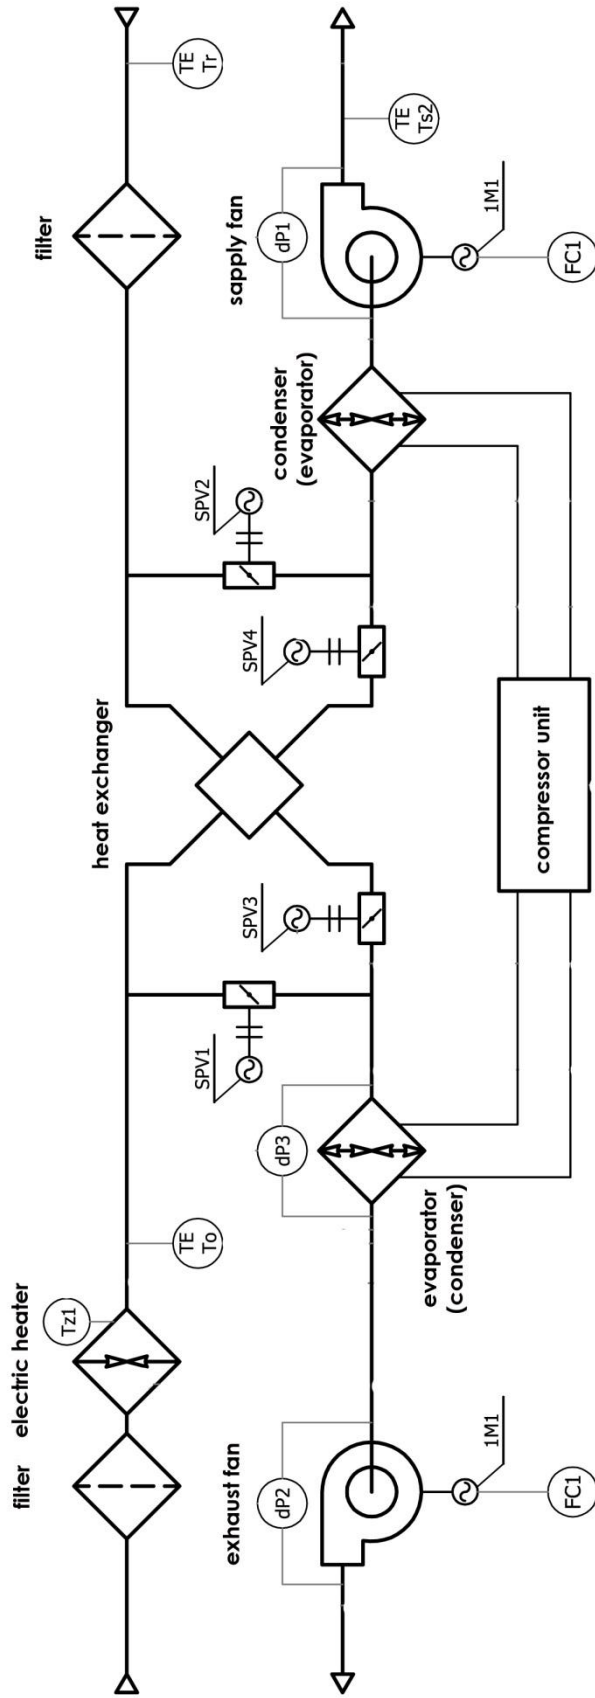 filter
electric heater
Tz1
TE
To
heat exchanger
filter
TE
Tr
SPV1
SPV3
SPV4
SPV2
exhaust fan
dP2
dP3
evaporator
(condenser)
condenser
(evaporator)
sapply fan
dP1
TE
Ts2
1M1
FC1
compressor unit
1M1
FC1